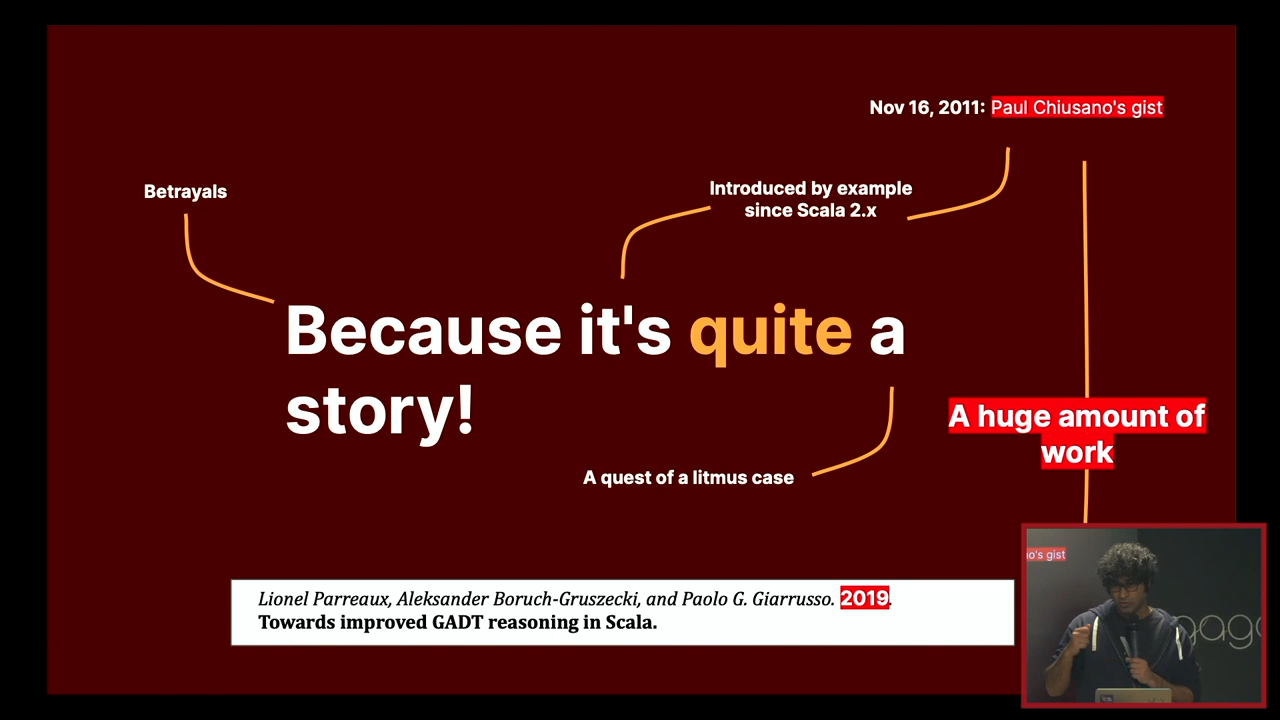 Nov 16, 2011: Paul Chiusano's gist
Betrayals
Introduced by example
since Scala 2.x
Because it's quite a
story!
A huge amount of
work
A quest of a litmus case
Lionel Parreaux, Aleksander Boruch-Gruszecki, and Paolo G. Giarrusso. 2019.
Towards improved GADT reasoning in Scala.
o's gist
gag